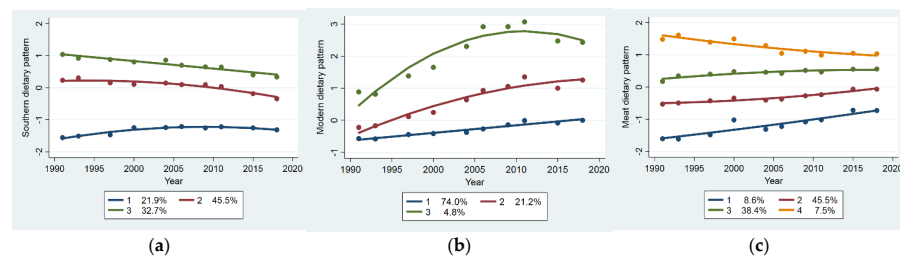 Southern dietary pattern
2
1
0
-1
-2
1990 1995 2000 2005 2010 2015 2020
Year
1 21.9% 2 45.5%
3 32.7%
(a)
Modern dietary pattern
3
2
1
0
-1
1990 1995 2000 2005 2010 2015 2020
Year
1 74.0% 2 21.2%
3 4.8%
(b)
Meat dietary pattern
2
1
0
-1
-2
1990 1995 2000 2005 2010 2015 2020
Year
1 8.6% 2 45.5%
3 38.4% 4 7.5%
(c)